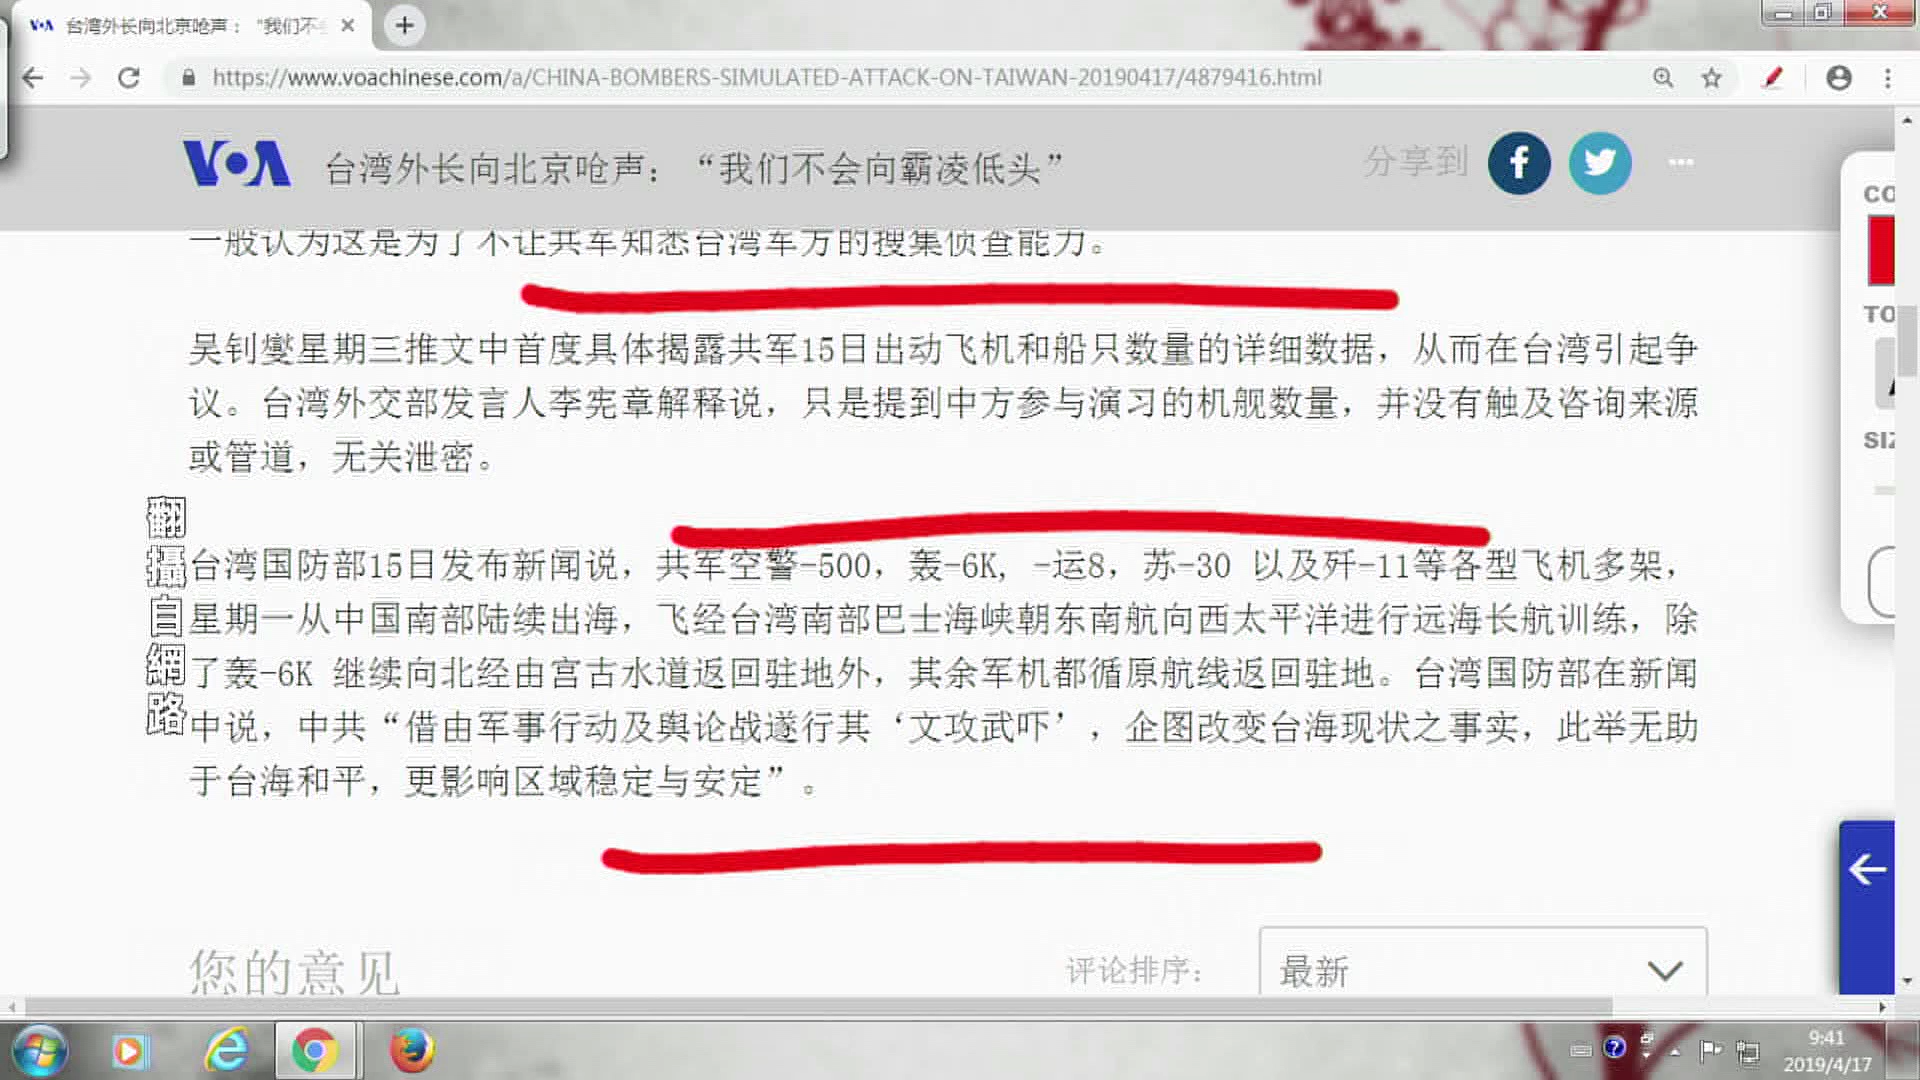 台湾外长向北京呛声：“我们不
https://www.voachinese.com/a/CHINA-BOMBERS-SIMULATED-ATTACK-ON-TAIWAN-20190417/4879416.html
VOA 台湾外长向北京呛声：“我们不会向霸凌低头”
分享到
CO
一般认为这是为了不让共军知悉台湾军方的搜集侦查能力。
TO
吴钊燮星期三推文中首度具体揭露共军15日出动飞机和船只数量的详细数据，从而在台湾引起争
议。台湾外交部发言人李宪章解释说，只是提到中方参与演习的机舰数量，并没有触及咨询来源
或管道，无关泄密。
SIZ
翻攝自網路
台湾国防部15日发布新闻说，共军空警-500，轰-6K, -运8，苏-30 以及歼-11等各型飞机多架，
星期一从中国南部陆续出海，飞经台湾南部巴士海峡朝东南航向西太平洋进行远海长航训练，除
了轰-6K 继续向北经由宫古水道返回驻地外，其余军机都循原航线返回驻地。台湾国防部在新闻
中说，中共“借由军事行动及舆论战遂行其‘文攻武吓’，企图改变台海现状之事实，此举无助
于台海和平，更影响区域稳定与安定”。
您的意见
评论排序：
最新
9:41
2019/4/17